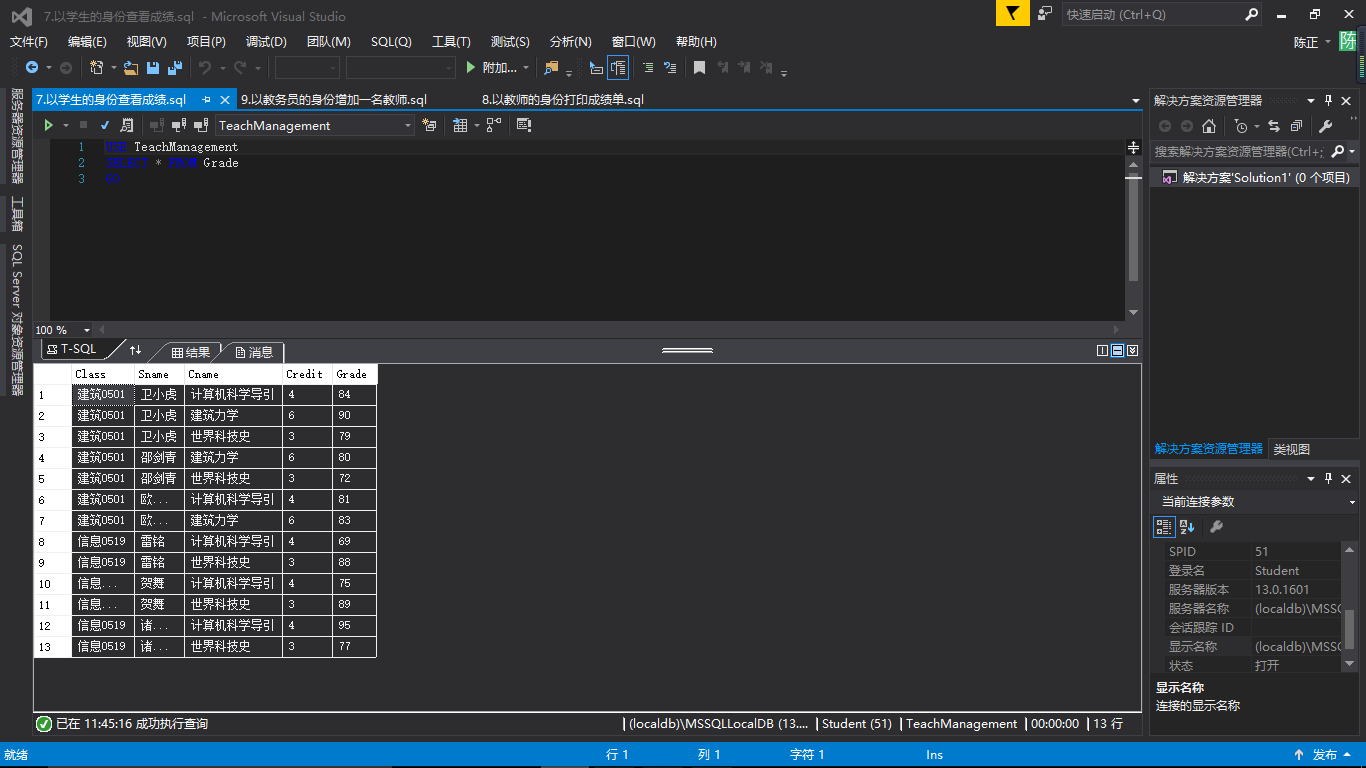 7.以学生的身份查看成绩.sql - Microsoft Visual Studio
快速启动 (Ctrl+Q)
文件(F) 编辑(E) 视图(V) 项目(P) 调试(D) 团队(M) SQL(Q) 工具(T) 测试(S) 分析(N) 窗口(W) 帮助(H)
陈正 陈
附加...
服务器资源管理器
工具箱
SQL Server 对象资源管理器
7.以学生的身份查看成绩.sql 9.以教务员的身份增加一名教师.sql 8.以教师的身份打印成绩单.sql
TeachManagement
1 USE TeachManagement
2 SELECT * FROM Grade
3 GO
100 %
T-SQL 结果 消息
Class Sname Cname Credit Grade
1 建筑0501 卫小虎 计算机科学导引 4 84
2 建筑0501 卫小虎 建筑力学 6 90
3 建筑0501 卫小虎 世界科技史 3 79
4 建筑0501 邵剑青 建筑力学 6 80
5 建筑0501 邵剑青 世界科技史 3 72
6 建筑0501 欧... 计算机科学导引 4 81
7 建筑0501 欧... 建筑力学 6 83
8 信息0519 雷铭 计算机科学导引 4 69
9 信息0519 雷铭 世界科技史 3 88
10 信息... 贺舞 计算机科学导引 4 75
11 信息... 贺舞 世界科技史 3 89
12 信息0519 诸... 计算机科学导引 4 95
13 信息0519 诸... 世界科技史 3 77
已在 11:45:16 成功执行查询
(localdb)\MSSQLLocalDB (13.... Student (51) TeachManagement 00:00:00 13 行
解决方案资源管理器
搜索解决方案资源管理器(Ctrl+;)
解决方案'Solution1' (0 个项目)
解决方案资源管理器 类视图
属性
当前连接参数
SPID 51
登录名 Student
服务器版本 13.0.1601
服务器名称 (localdb)\MSSQ
会话跟踪 ID
显示名称 (localdb)\MSSQ
状态 打开
显示名称
连接的显示名称
就绪 行 1 列 1 字符 1 Ins 发布